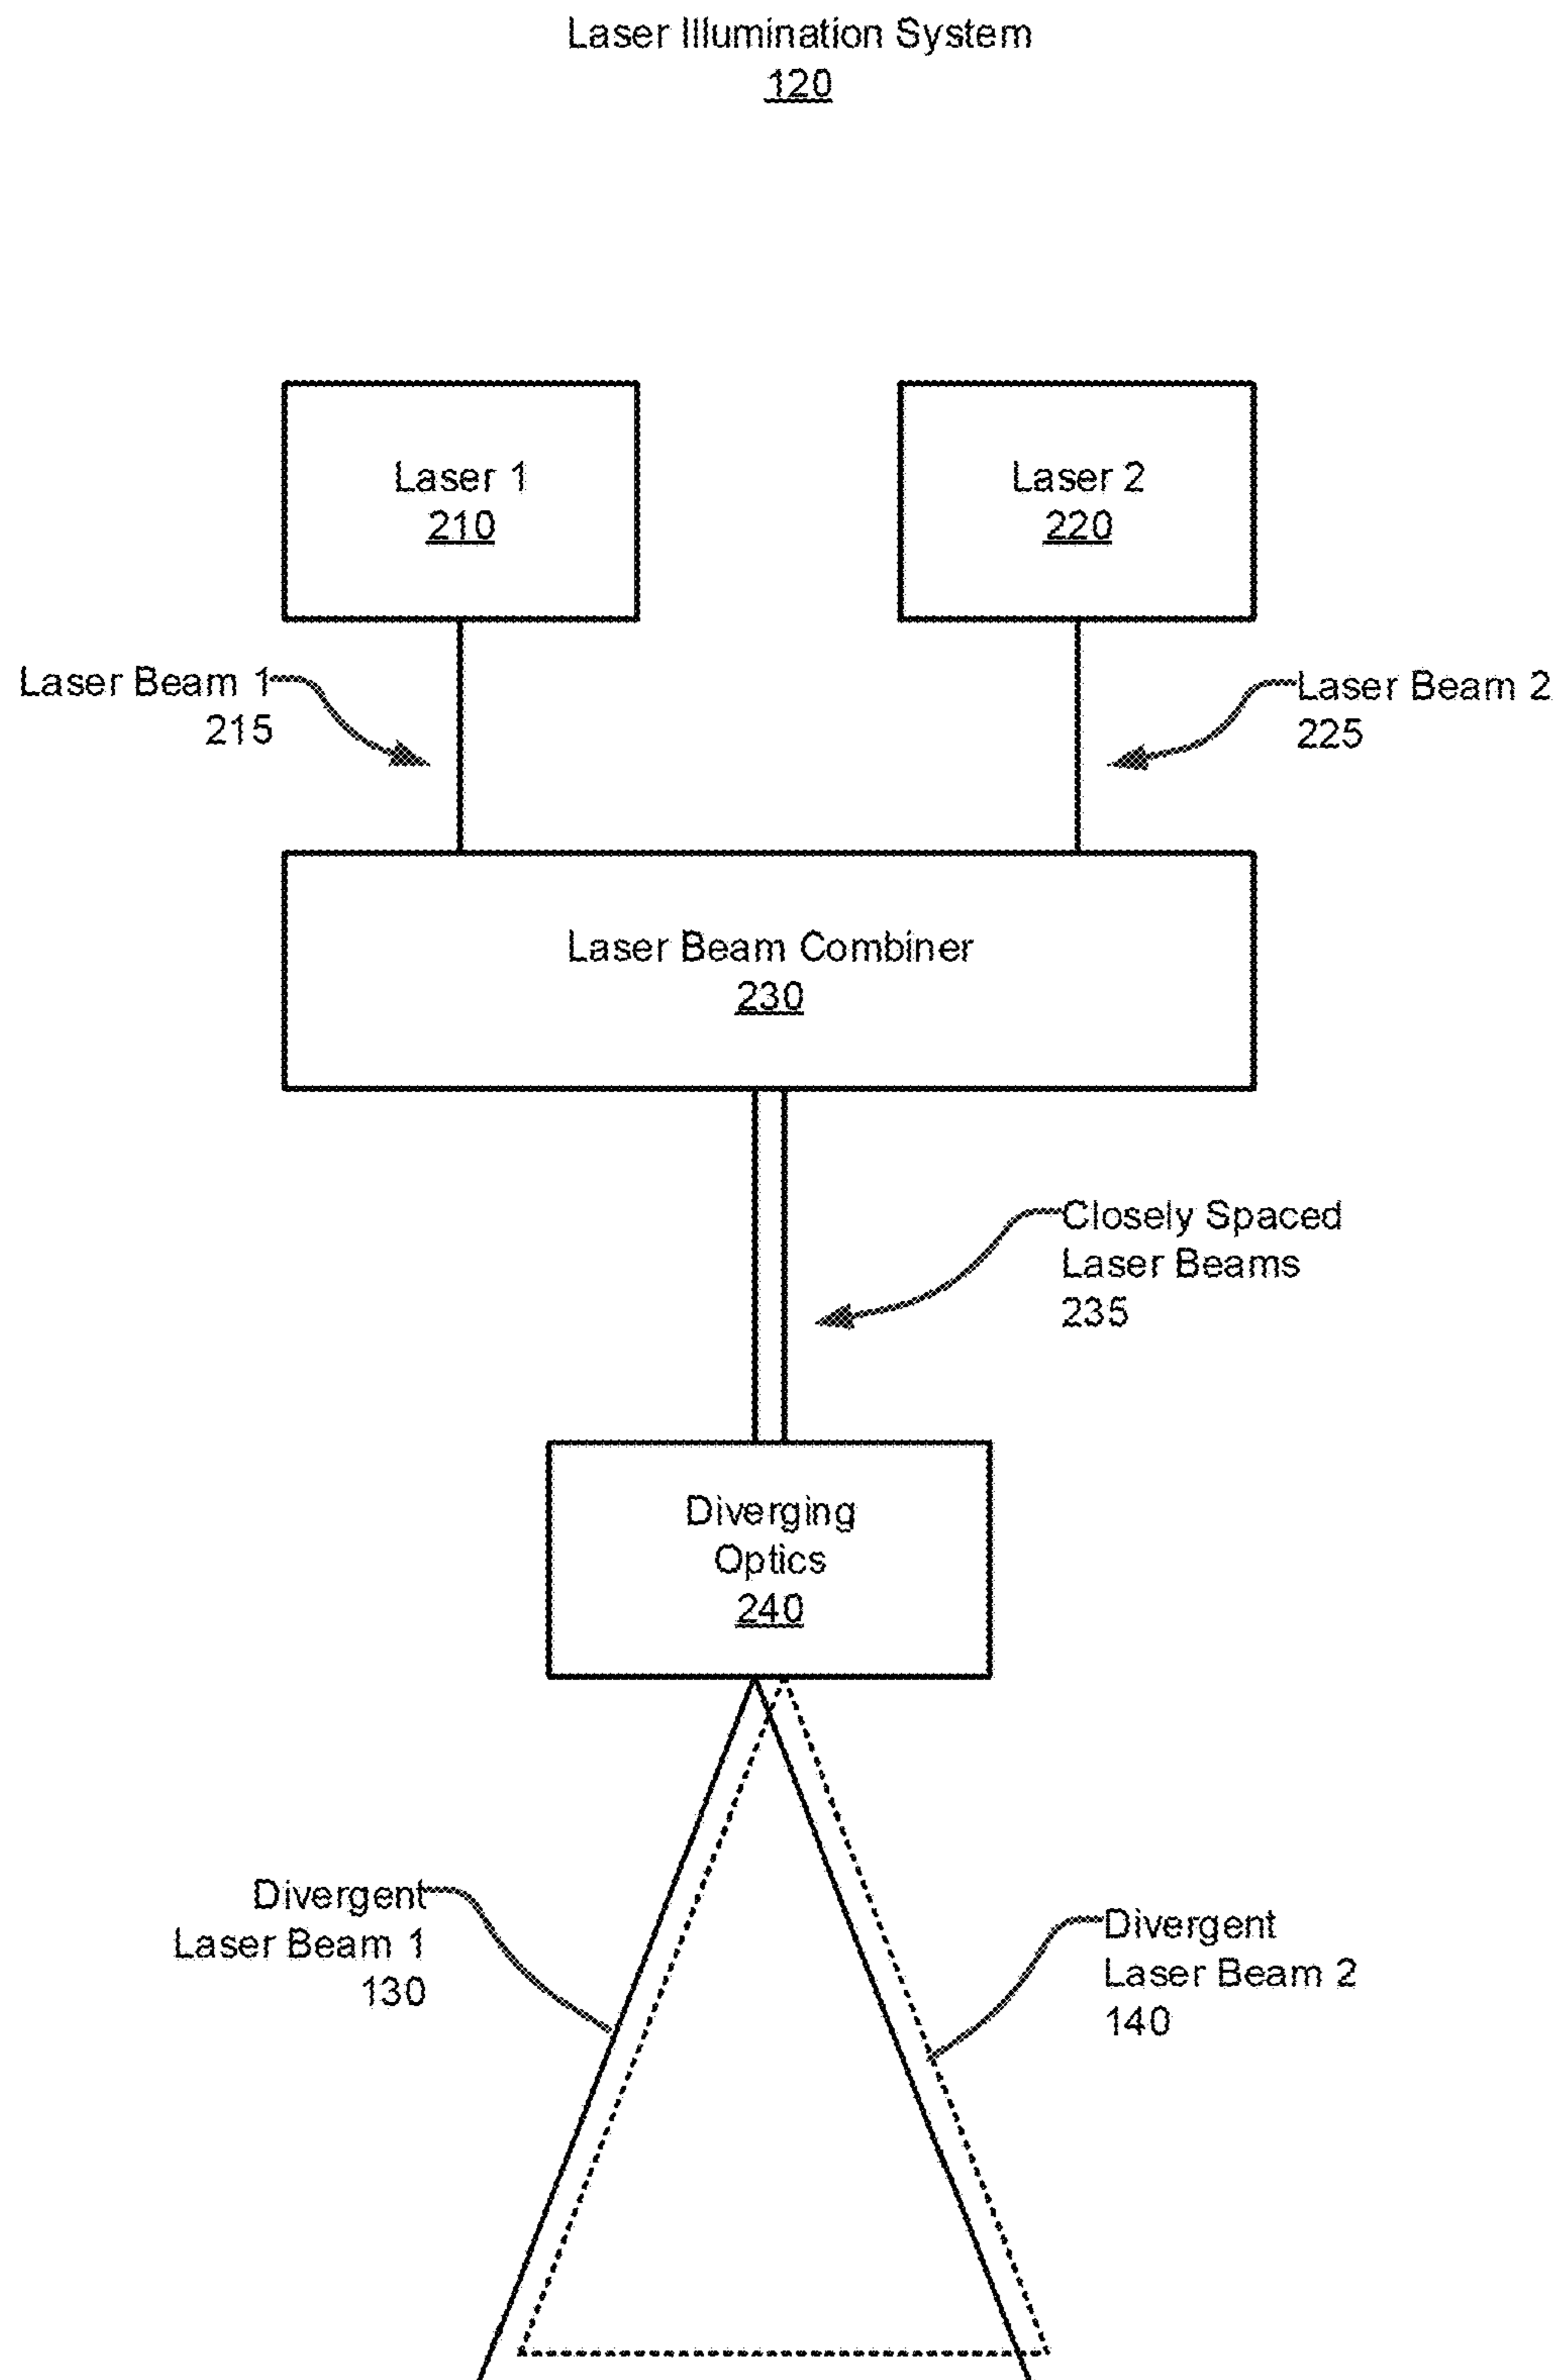 Laser Illumination System
120
Laser 1
210
Laser 2
220
Laser Beam 1
215
Laser Beam 2
225
Laser Beam Combiner
230
Closely Spaced
Laser Beams
235
Diverging
Optics
240
Divergent
Laser Beam 1
130
Divergent
Laser Beam 2
140